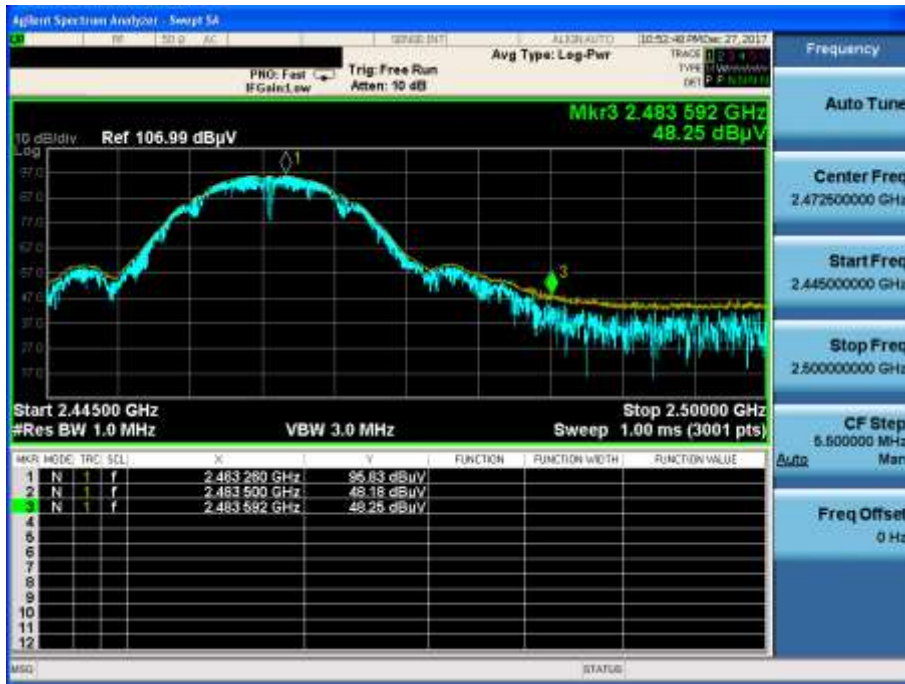 Agilent Spectrum Analyzer - Swept SA
RF 50 Ω AC SENSE:INT ALIGN AUTO 10:52:48 PM Dec 27, 2017
Avg Type: Log-Pwr
TRACE 1 2 3 4 5 6
TYPE
DET P P N N N N
PNO: Fast
IFGain:Low
Trig: Free Run
Atten: 10 dB
Mkr3 2.483 592 GHz
48.25 dBµV
10 dB/div Ref 106.99 dBµV
Log
97.0
87.0
77.0
67.0
57.0
47.0
37.0
27.0
17.0
1
3
Start 2.44500 GHz
Stop 2.50000 GHz
#Res BW 1.0 MHz
VBW 3.0 MHz
Sweep 1.00 ms (3001 pts)
MKR MODE TRC SCL X Y FUNCTION FUNCTION WIDTH FUNCTION VALUE
1 N 1 f 2.463 260 GHz 95.83 dBµV
2 N 1 f 2.483 500 GHz 48.18 dBµV
3 N 1 f 2.483 592 GHz 48.25 dBµV
4
5
6
7
8
9
10
11
12
MSG
STATUS
Frequency
Auto Tune
Center Freq
2.472500000 GHz
Start Freq
2.445000000 GHz
Stop Freq
2.500000000 GHz
CF Step
5.500000 MHz
Auto Man
Freq Offset
0 Hz